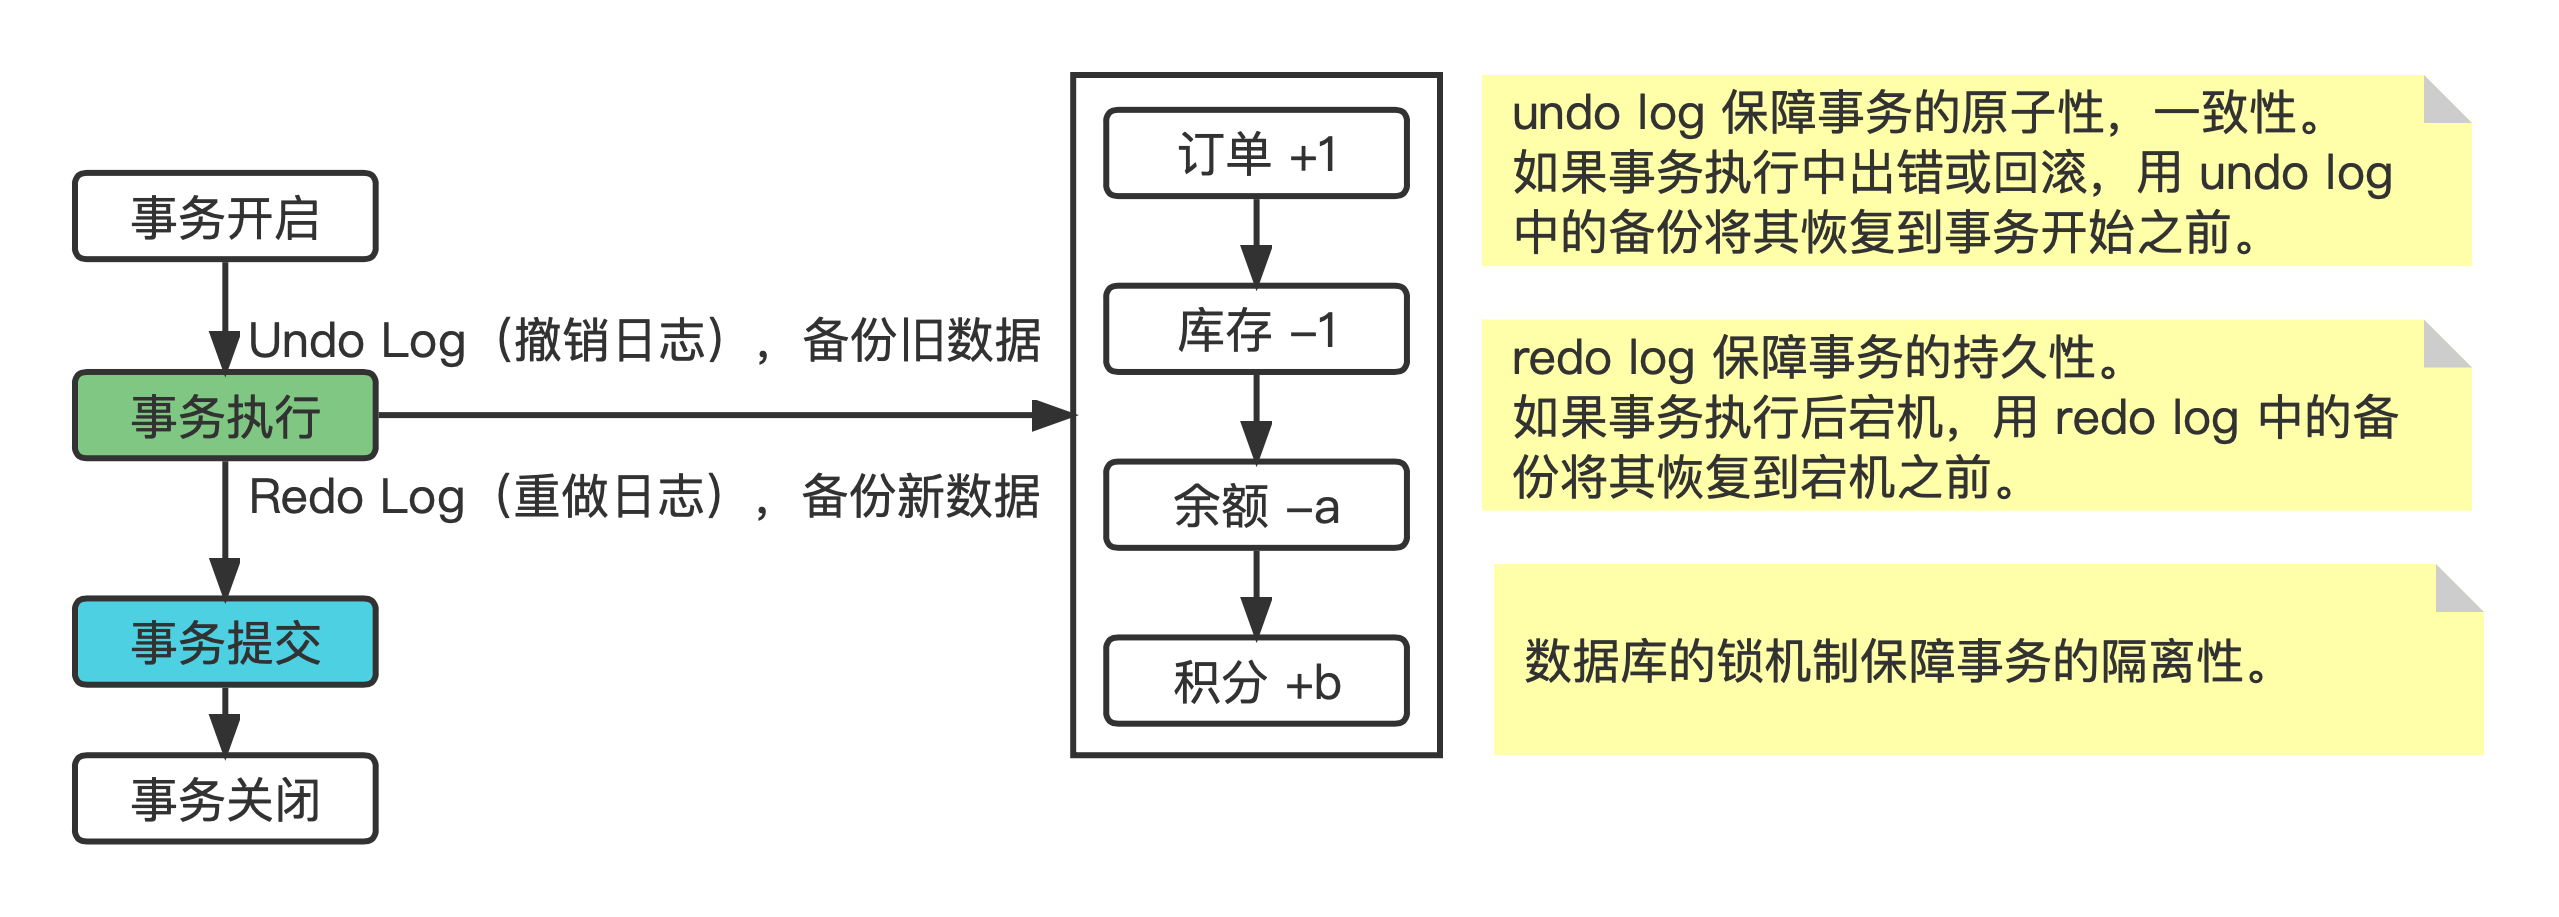 事务开启
Undo Log（撤销日志），备份旧数据
事务执行
Redo Log（重做日志），备份新数据
事务提交
事务关闭
订单 +1
库存 –1
余额 –a
积分 +b
undo log 保障事务的原子性，一致性。
如果事务执行中出错或回滚，用 undo log
中的备份将其恢复到事务开始之前。
redo log 保障事务的持久性。
如果事务执行后宕机，用 redo log 中的备
份将其恢复到宕机之前。
数据库的锁机制保障事务的隔离性。